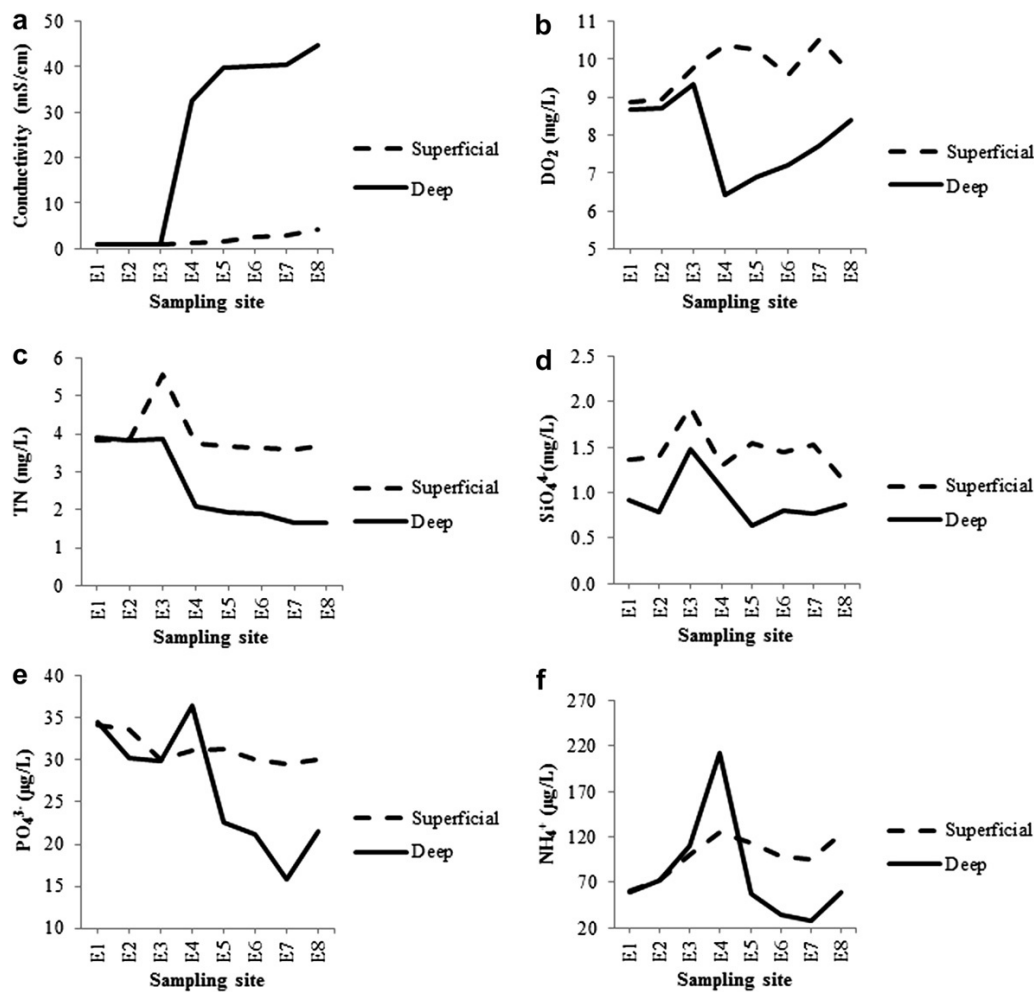 a
Conductivity (mS/cm)
50
40
30
20
10
0
E1 E2 E3 E4 E5 E6 E7 E8
Sampling site
Superficial
Deep
b
DO₂ (mg/L)
11
10
9
8
7
6
5
E1 E2 E3 E4 E5 E6 E7 E8
Sampling site
Superficial
Deep
c
TN (mg/L)
6
5
4
3
2
1
0
E1 E2 E3 E4 E5 E6 E7 E8
Sampling site
Superficial
Deep
d
SiO₄⁴⁻(mg/L)
2.5
2.0
1.5
1.0
0.5
0.0
E1 E2 E3 E4 E5 E6 E7 E8
Sampling site
Superficial
Deep
e
PO₄³⁻ (µg/L)
40
35
30
25
20
15
10
E1 E2 E3 E4 E5 E6 E7 E8
Sampling site
Superficial
Deep
f
NH₄⁺ (µg/L)
270
220
170
120
70
20
E1 E2 E3 E4 E5 E6 E7 E8
Sampling site
Superficial
Deep